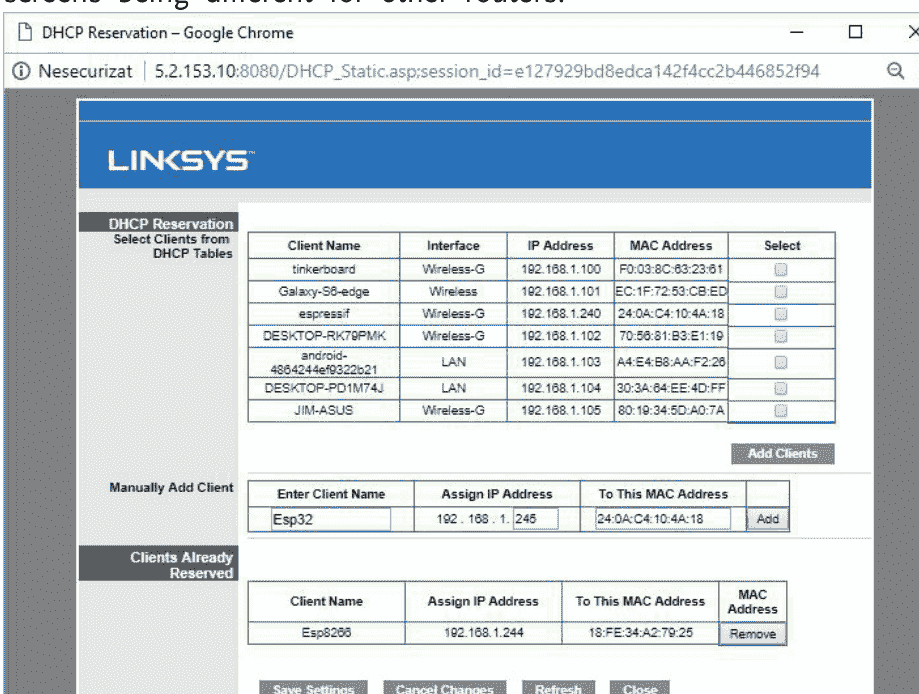 screens being different for other routers.
DHCP Reservation – Google Chrome
Nesecurizat | 5.2.153.10:8080/DHCP_Static.asp;session_id=e127929bd8edca142f4cc2b446852f94
LINKSYS™
DHCP Reservation
Select Clients from
DHCP Tables
Client Name Interface IP Address MAC Address Select
tinkerboard Wireless-G 192.168.1.100 F0:03:8C:63:23:61
Galaxy-S6-edge Wireless 192.168.1.101 EC:1F:72:53:CB:ED
espressif Wireless-G 192.168.1.240 24:0A:C4:10:4A:18
DESKTOP-RK79PMK Wireless-G 192.168.1.102 70:56:81:B3:E1:19
android-
4864244ef9322b21 LAN 192.168.1.103 A4:E4:B8:AA:F2:26
DESKTOP-PD1M74J LAN 192.168.1.104 30:3A:64:EE:4D:FF
JIM-ASUS Wireless-G 192.168.1.105 80:19:34:5D:A0:7A
Add Clients
Manually Add Client
Enter Client Name Assign IP Address To This MAC Address
Esp32 192 . 168 . 1. 245 24:0A:C4:10:4A:18 Add
Clients Already
Reserved
Client Name Assign IP Address To This MAC Address MAC Address
Esp8266 192.168.1.244 18:FE:34:A2:79:25 Remove
Save Settings Cancel Changes Refresh Close